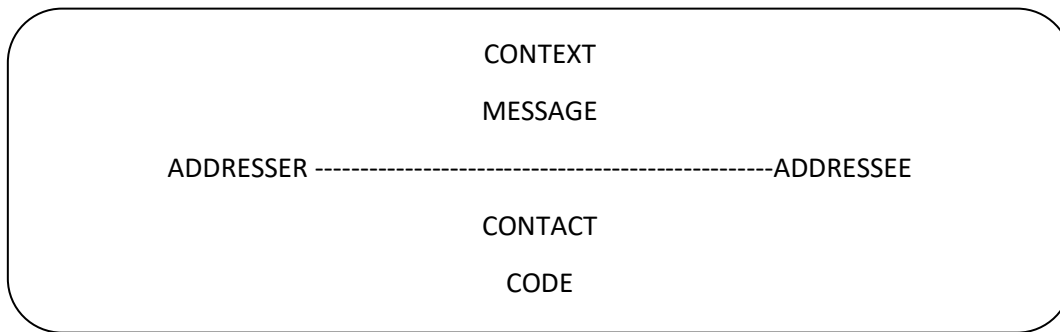 CONTEXT
MESSAGE
ADDRESSER ---------------------------------------------------ADDRESSEE
CONTACT
CODE